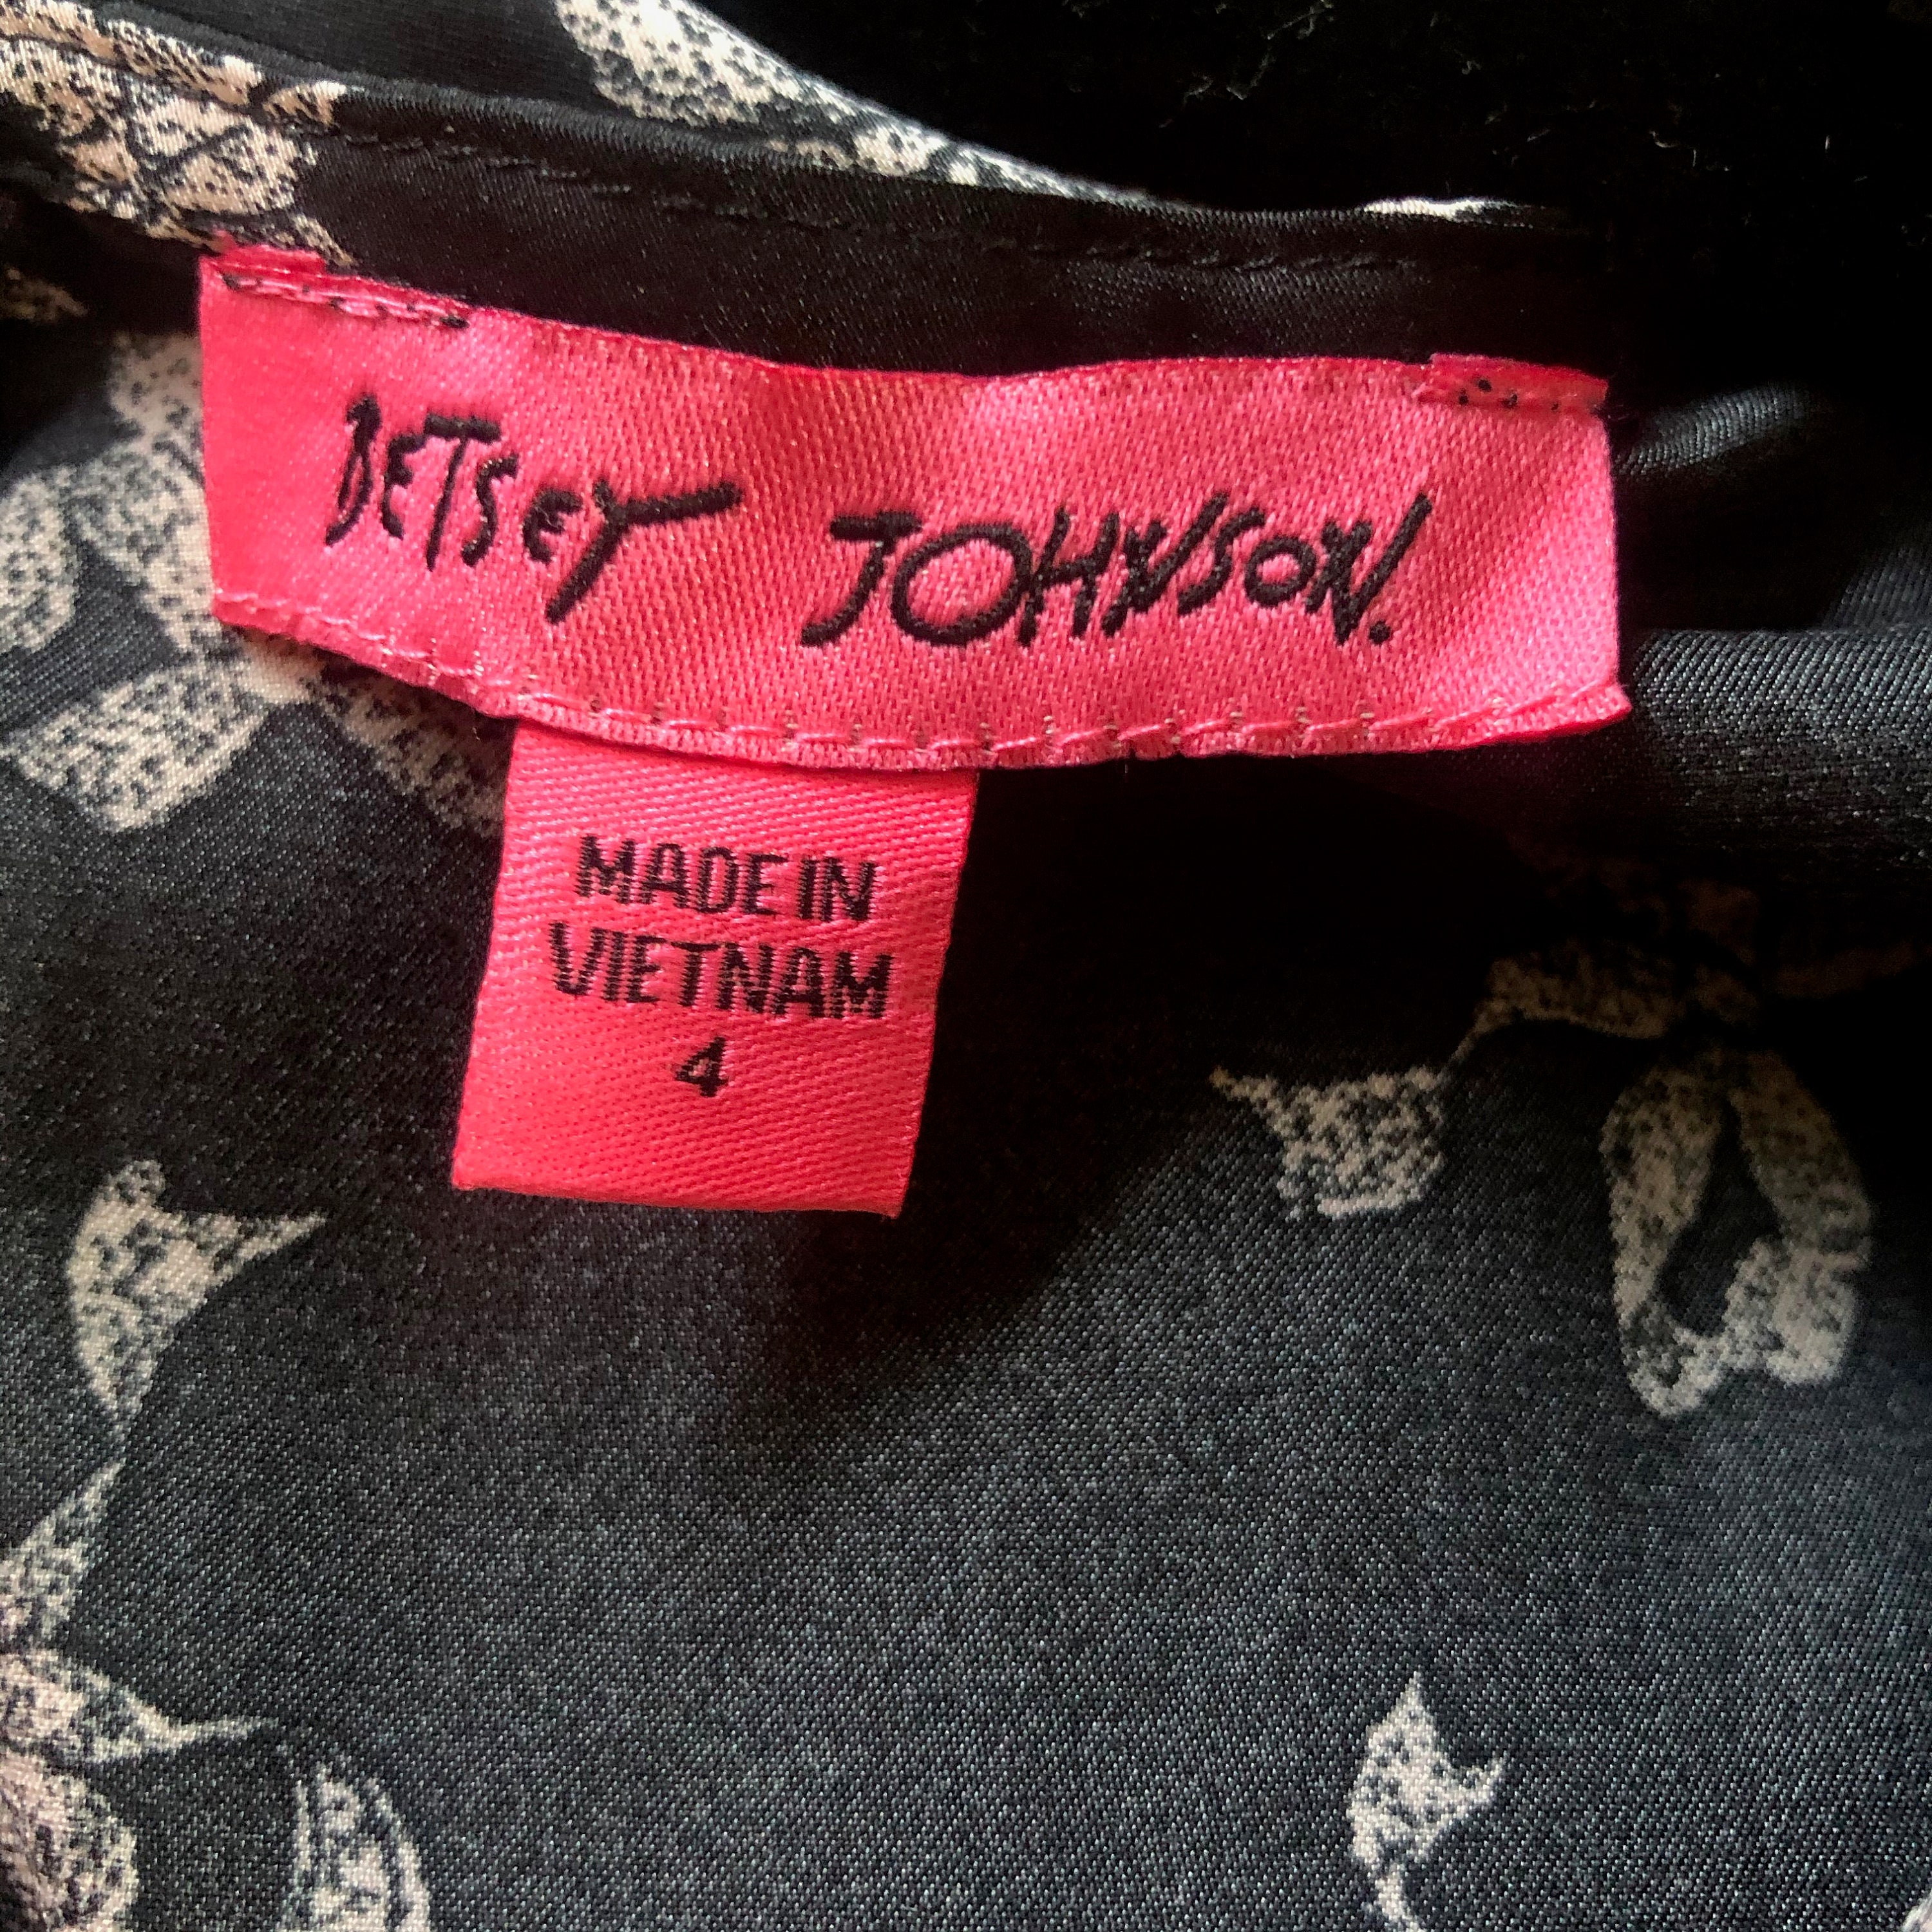 BETSEY JOHNSON.
MADE IN
VIETNAM
4